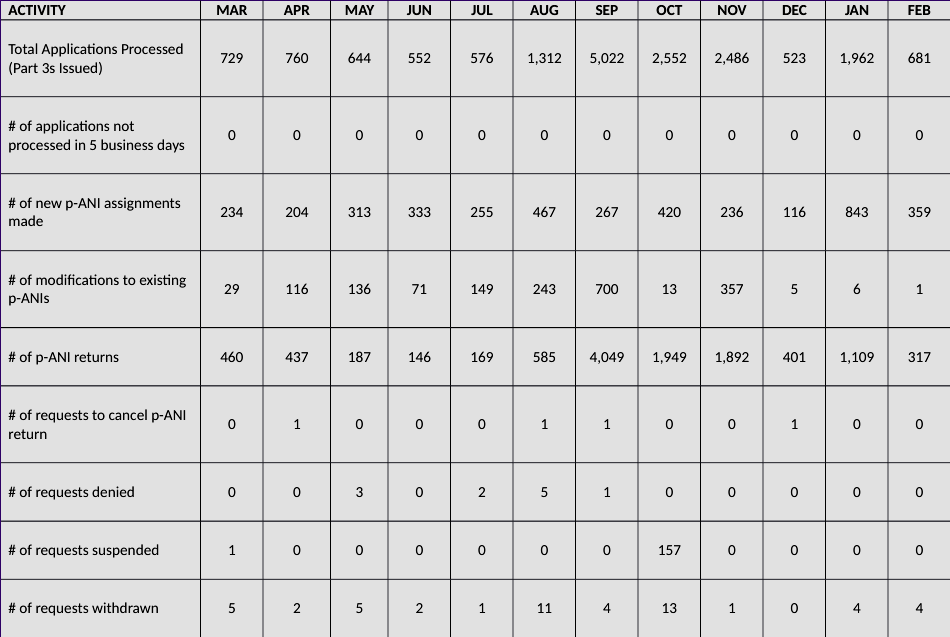 ACTIVITY MAR APR MAY JUN JUL AUG SEP OCT NOV DEC JAN FEB
Total Applications Processed
(Part 3s Issued) 729 760 644 552 576 1,312 5,022 2,552 2,486 523 1,962 681
# of applications not
processed in 5 business days 0 0 0 0 0 0 0 0 0 0 0 0
# of new p-ANI assignments
made 234 204 313 333 255 467 267 420 236 116 843 359
# of modifications to existing
p-ANIs 29 116 136 71 149 243 700 13 357 5 6 1
# of p-ANI returns 460 437 187 146 169 585 4,049 1,949 1,892 401 1,109 317
# of requests to cancel p-ANI
return 0 1 0 0 0 1 1 0 0 1 0 0
# of requests denied 0 0 3 0 2 5 1 0 0 0 0 0
# of requests suspended 1 0 0 0 0 0 0 157 0 0 0 0
# of requests withdrawn 5 2 5 2 1 11 4 13 1 0 4 4